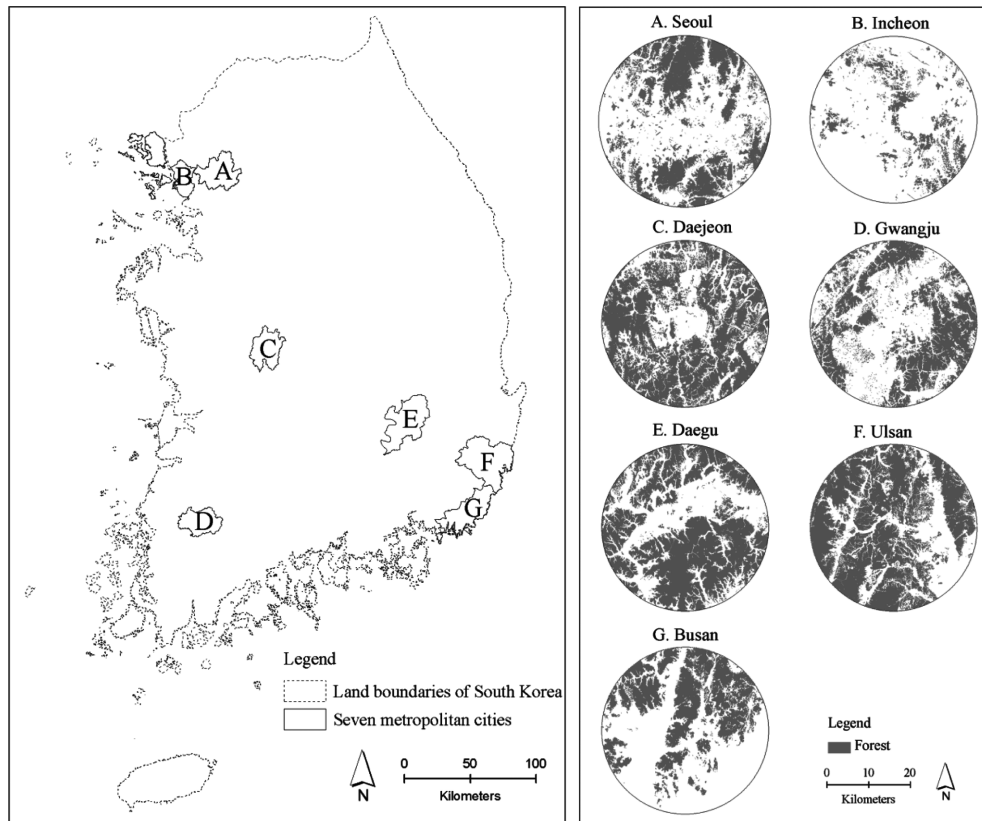 B
A
C
E
F
G
D
Legend
Land boundaries of South Korea
Seven metropolitan cities
N
0 50 100
Kilometers
A. Seoul
B. Incheon
C. Daejeon
D. Gwangju
E. Daegu
F. Ulsan
G. Busan
Legend
Forest
0 10 20
Kilometers
N